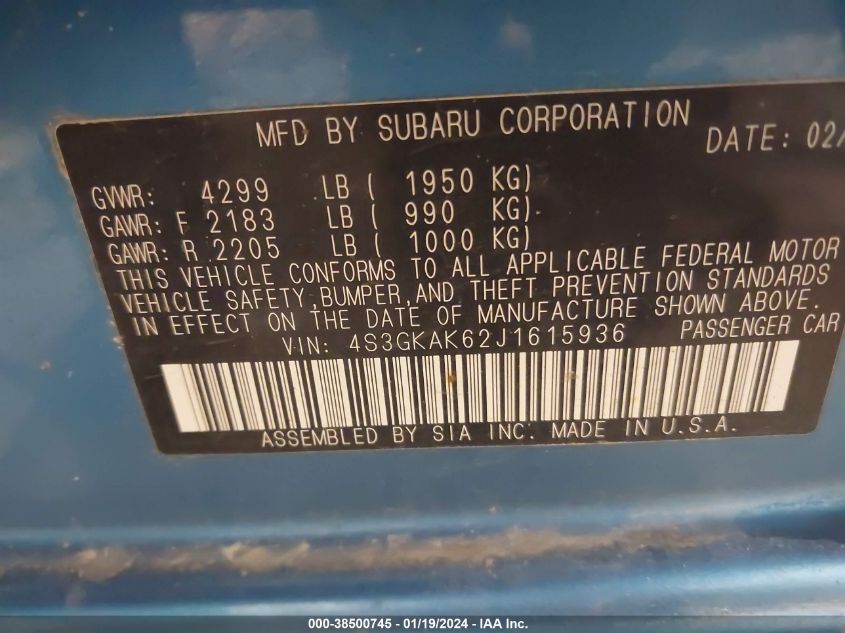 MFD BY SUBARU CORPORATION
DATE: 02/
GVWR: 4299 LB ( 1950 KG)
GAWR: F 2183 LB ( 990 KG)
GAWR: R 2205 LB ( 1000 KG)
THIS VEHICLE CONFORMS TO ALL APPLICABLE FEDERAL MOTOR
VEHICLE SAFETY, BUMPER, AND THEFT PREVENTION STANDARDS
IN EFFECT ON THE DATE OF MANUFACTURE SHOWN ABOVE.
VIN: 4S3GKAK62J1615936 PASSENGER CAR
ASSEMBLED BY SIA INC. MADE IN U.S.A.
000-38500745 - 01/19/2024 - IAA Inc.